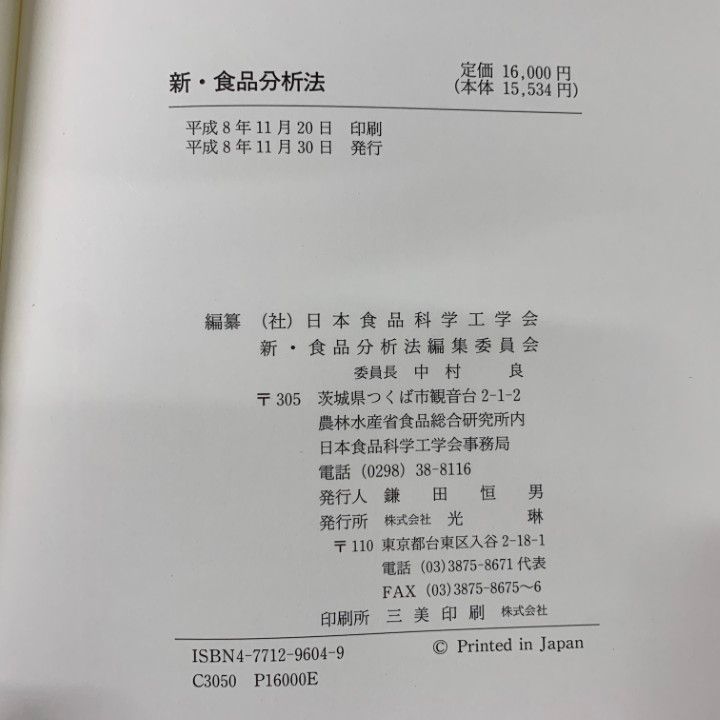 新・食品分析法
定価 16,000円
(本体 15,534円)
平成8年11月20日 印刷
平成8年11月30日 発行
編纂 (社)日本食品科学工学会
新・食品分析法編集委員会
委員長 中村 良
〒305 茨城県つくば市観音台2-1-2
農林水産省食品総合研究所内
日本食品科学工学会事務局
電話 (0298) 38-8116
発行人 鎌田恒男
発行所 株式会社 光琳
〒110 東京都台東区入谷2-18-1
電話 (03)3875-8671代表
FAX (03)3875-8675〜6
印刷所 三美印刷 株式会社
ISBN4-7712-9604-9
© Printed in Japan
C3050 P16000E